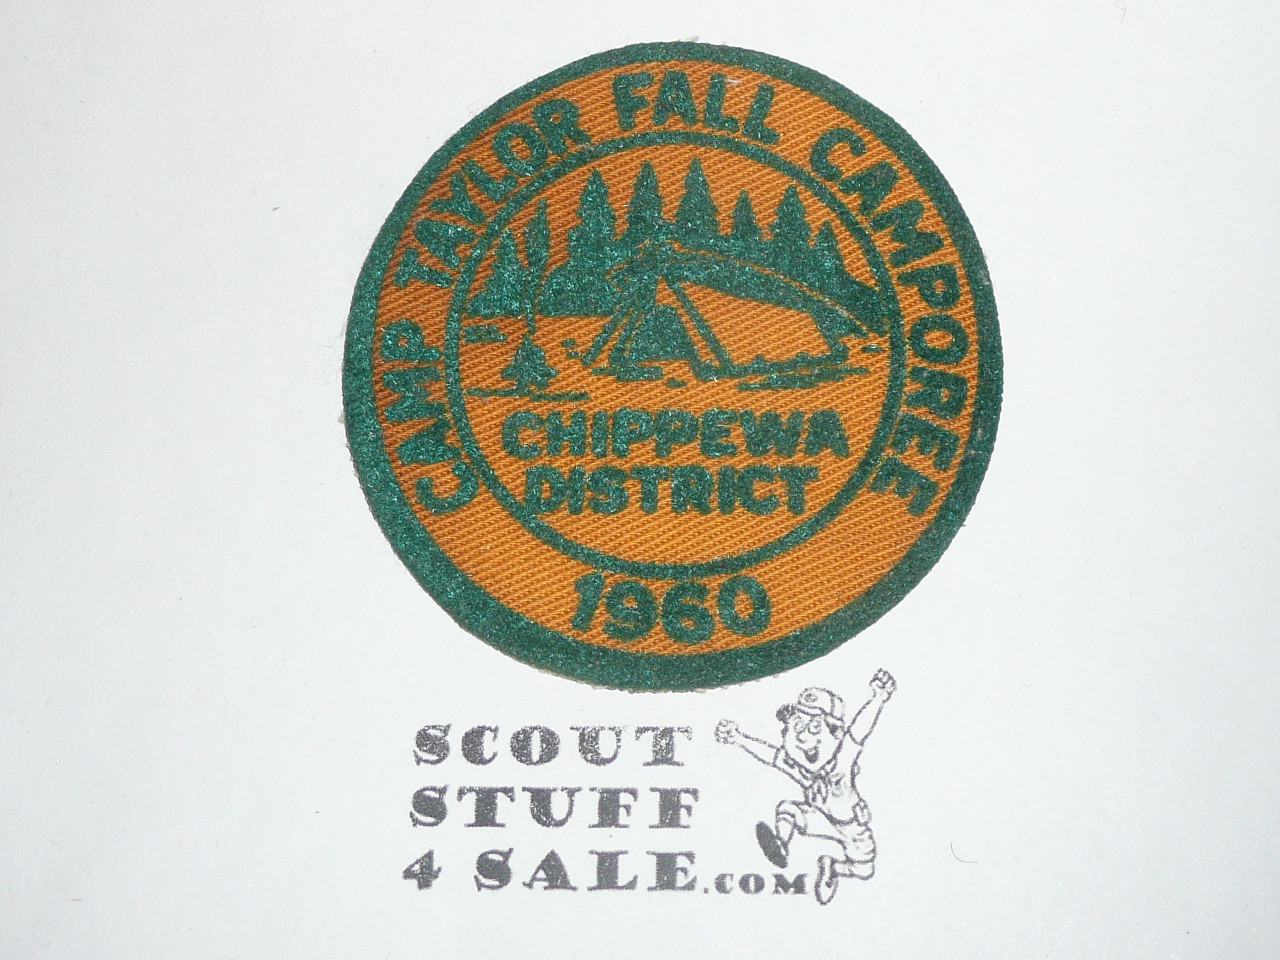 CAMP TAYLOR FALL CAMPOREE
CHIPPEWA
DISTRICT
1960
SCOUT
STUFF
4 SALE.COM